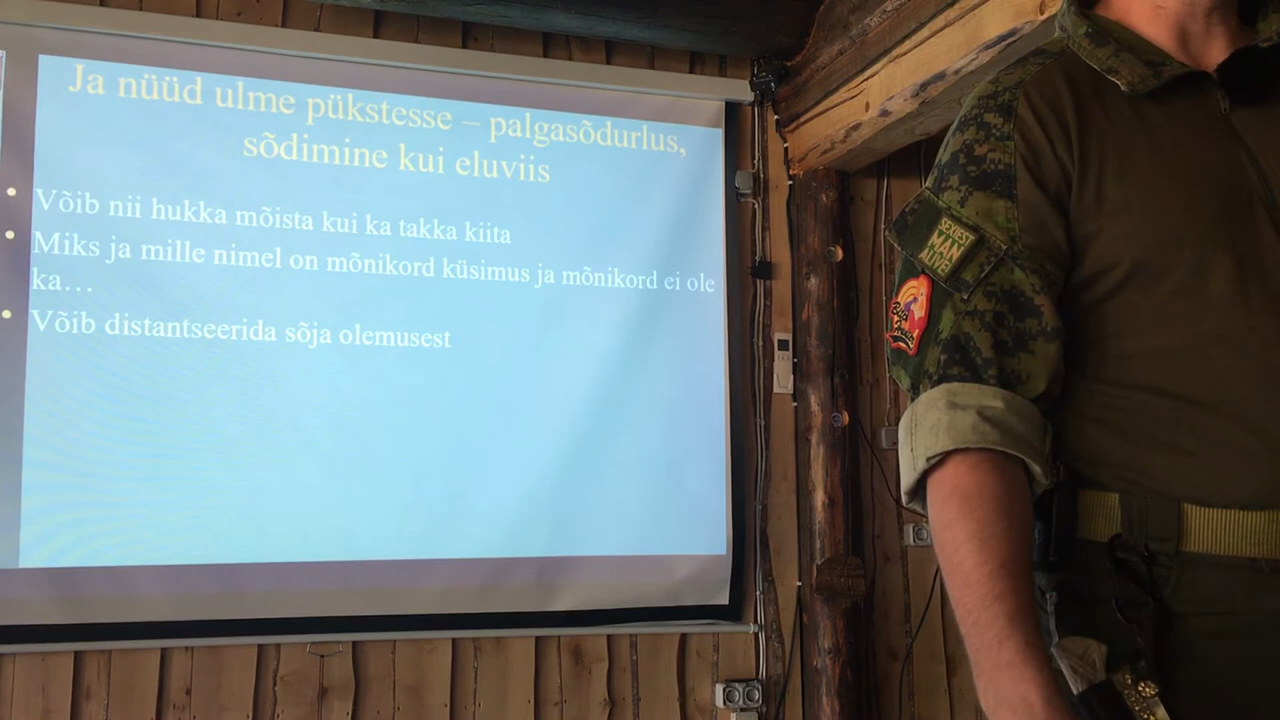 Ja nüüd ulme pükstesse – palgasõdurlus,
sõdimine kui eluviis
• Võib nii hukka mõista kui ka takka kiita
• Miks ja mille nimel on mõnikord küsimus ja mõnikord ei ole
ka…
• Võib distantseerida sõja olemusest
SEXIEST
MAN
ALIVE!